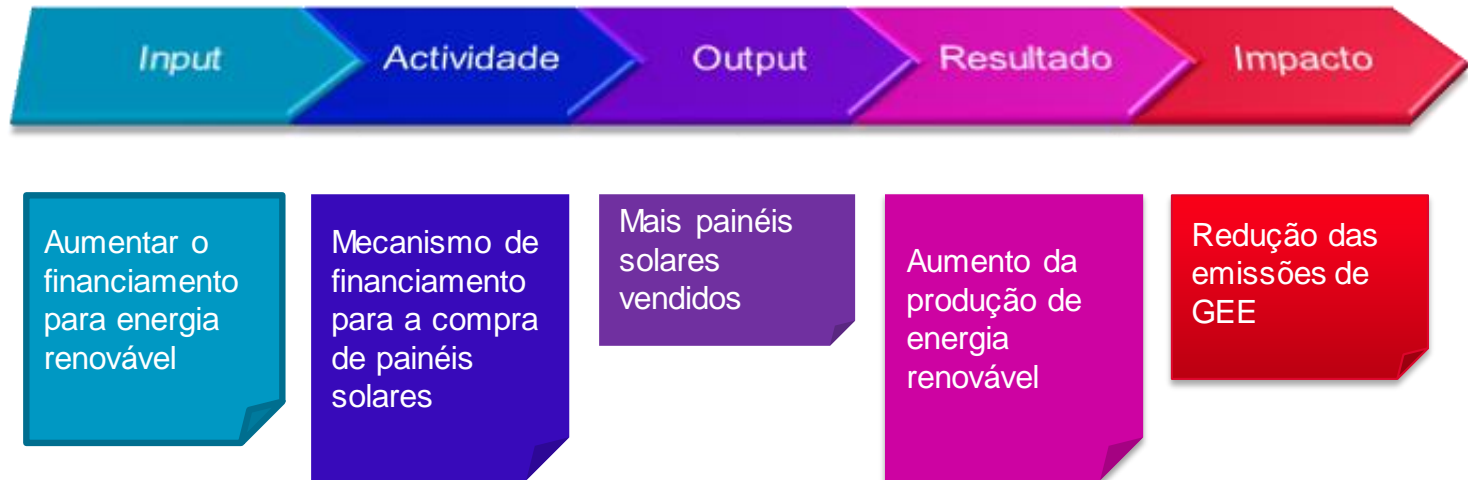 Input
Actividade
Output
Resultado
Impacto
Aumentar o
financiamento
para energia
renovável
Mecanismo de
financiamento
para a compra
de painéis
solares
Mais painéis
solares
vendidos
Aumento da
produção de
energia
renovável
Redução das
emissões de
GEE